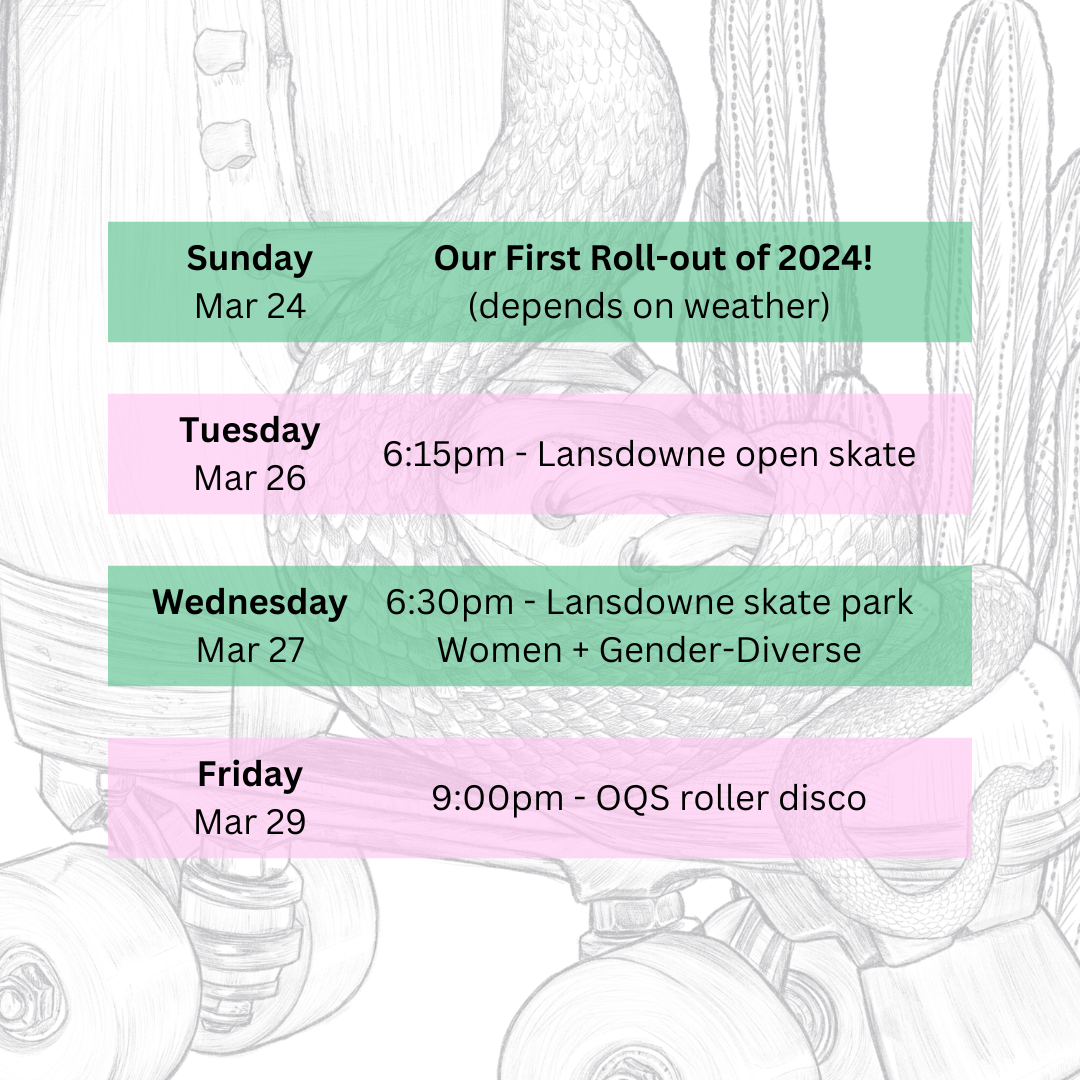 Sunday
Mar 24
Our First Roll-out of 2024!
(depends on weather)
Tuesday
Mar 26
6:15pm - Lansdowne open skate
Wednesday
Mar 27
6:30pm - Lansdowne skate park
Women + Gender-Diverse
Friday
Mar 29
9:00pm - OQS roller disco